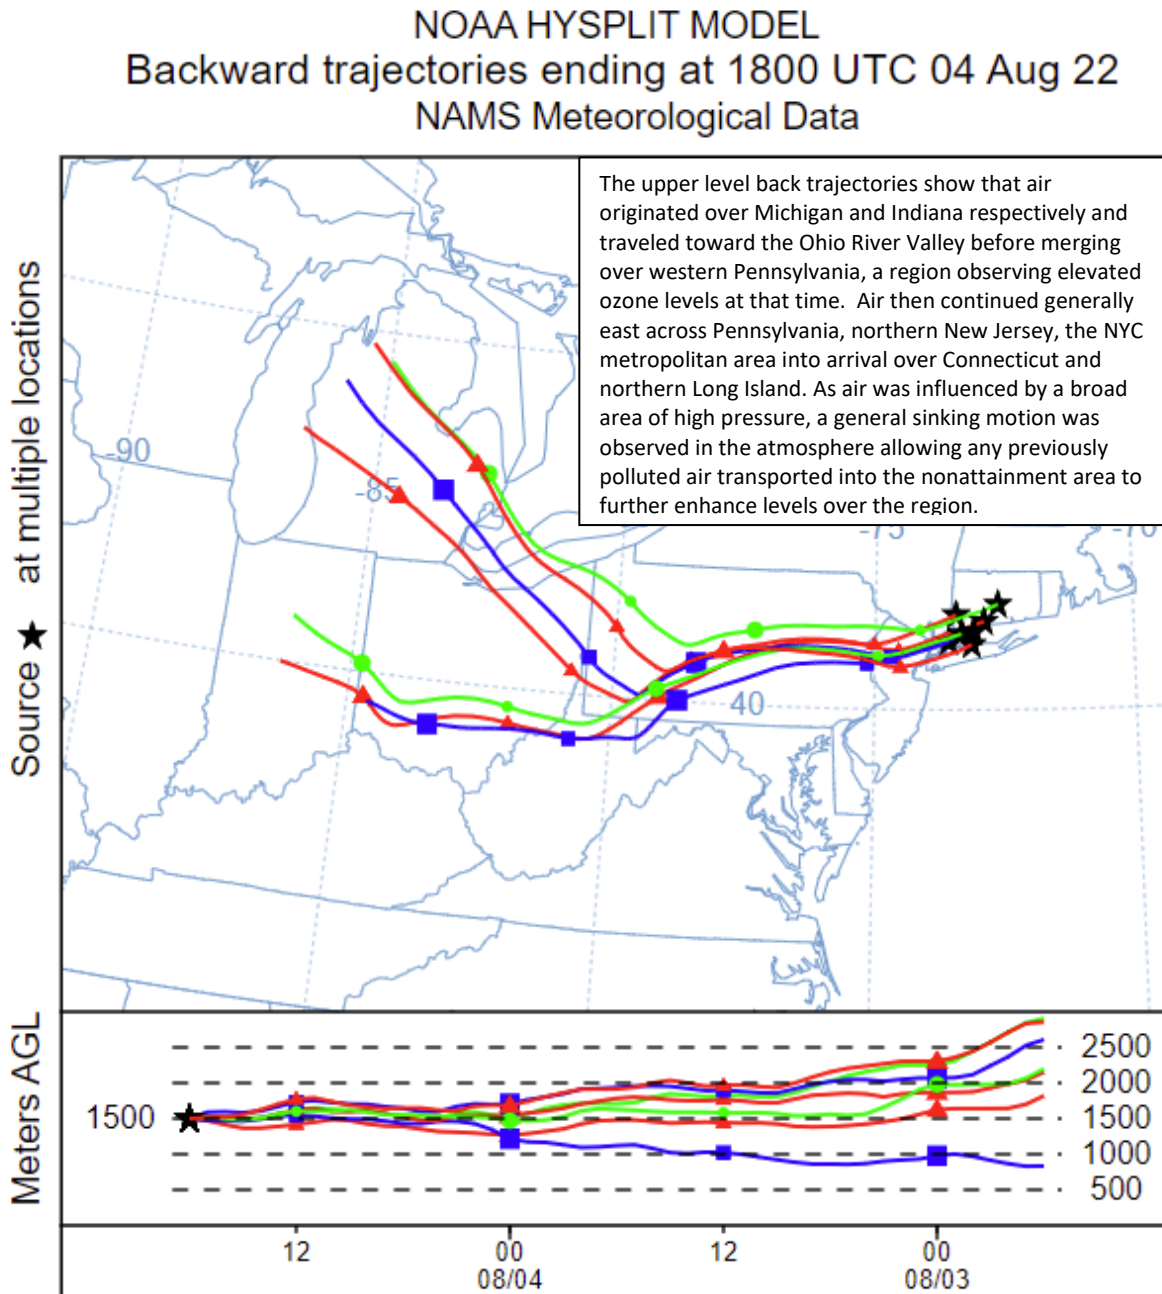 NOAA HYSPLIT MODEL
Backward trajectories ending at 1800 UTC 04 Aug 22
NAMS Meteorological Data
The upper level back trajectories show that air
originated over Michigan and Indiana respectively and
traveled toward the Ohio River Valley before merging
over western Pennsylvania, a region observing elevated
ozone levels at that time.  Air then continued generally
east across Pennsylvania, northern New Jersey, the NYC
metropolitan area into arrival over Connecticut and
northern Long Island. As air was influenced by a broad
area of high pressure, a general sinking motion was
observed in the atmosphere allowing any previously
polluted air transported into the nonattainment area to
further enhance levels over the region.
Source ★ at multiple locations
-90
-85
-75
-70
40
Meters AGL
1500
2500
2000
1500
1000
500
12 00 12 00
08/04 08/03